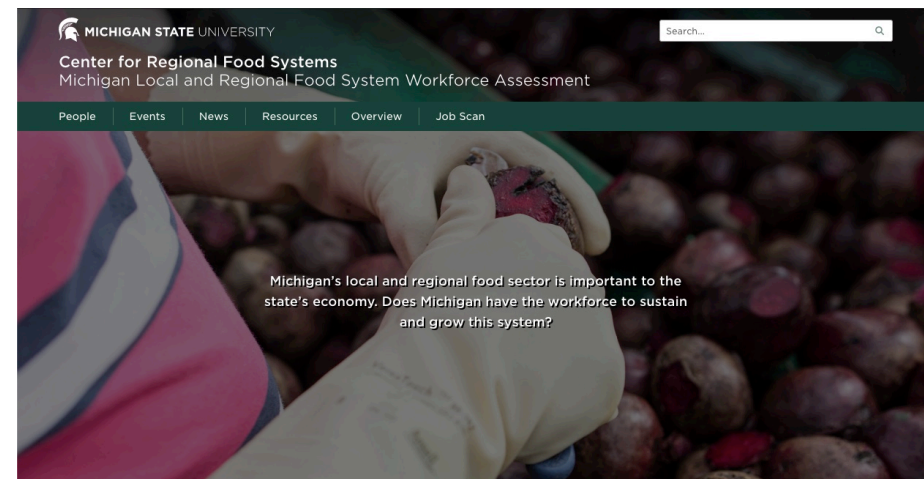 MICHIGAN STATE UNIVERSITY
Search...
Center for Regional Food Systems
Michigan Local and Regional Food System Workforce Assessment
People
Events
News
Resources
Overview
Job Scan
Michigan's local and regional food sector is important to the
state's economy. Does Michigan have the workforce to sustain
and grow this system?